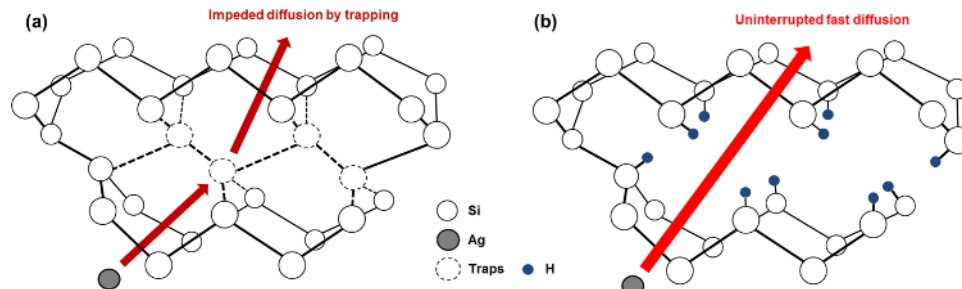 (a)
Impeded diffusion by trapping
(b)
Uninterrupted fast diffusion
Si
Ag
Traps
H